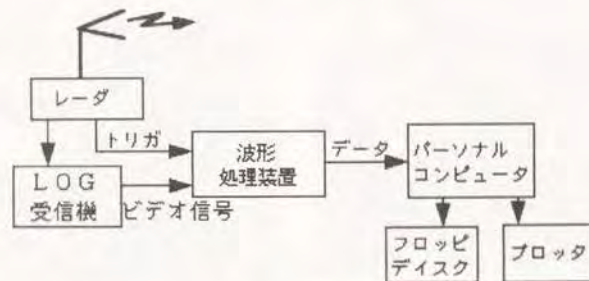 レーダ
トリガ
LOG
受信機
ビデオ信号
波形
処理装置
データ
パーソナル
コンピュータ
フロッピ
ディスク
プロッタ